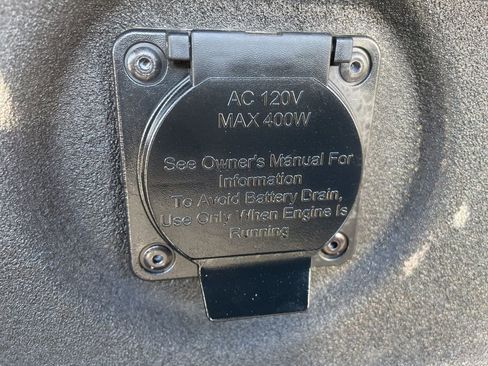 AC 120V
MAX 400W
See Owner's Manual For
Information
To Avoid Battery Drain,
Use Only When Engine Is
Running